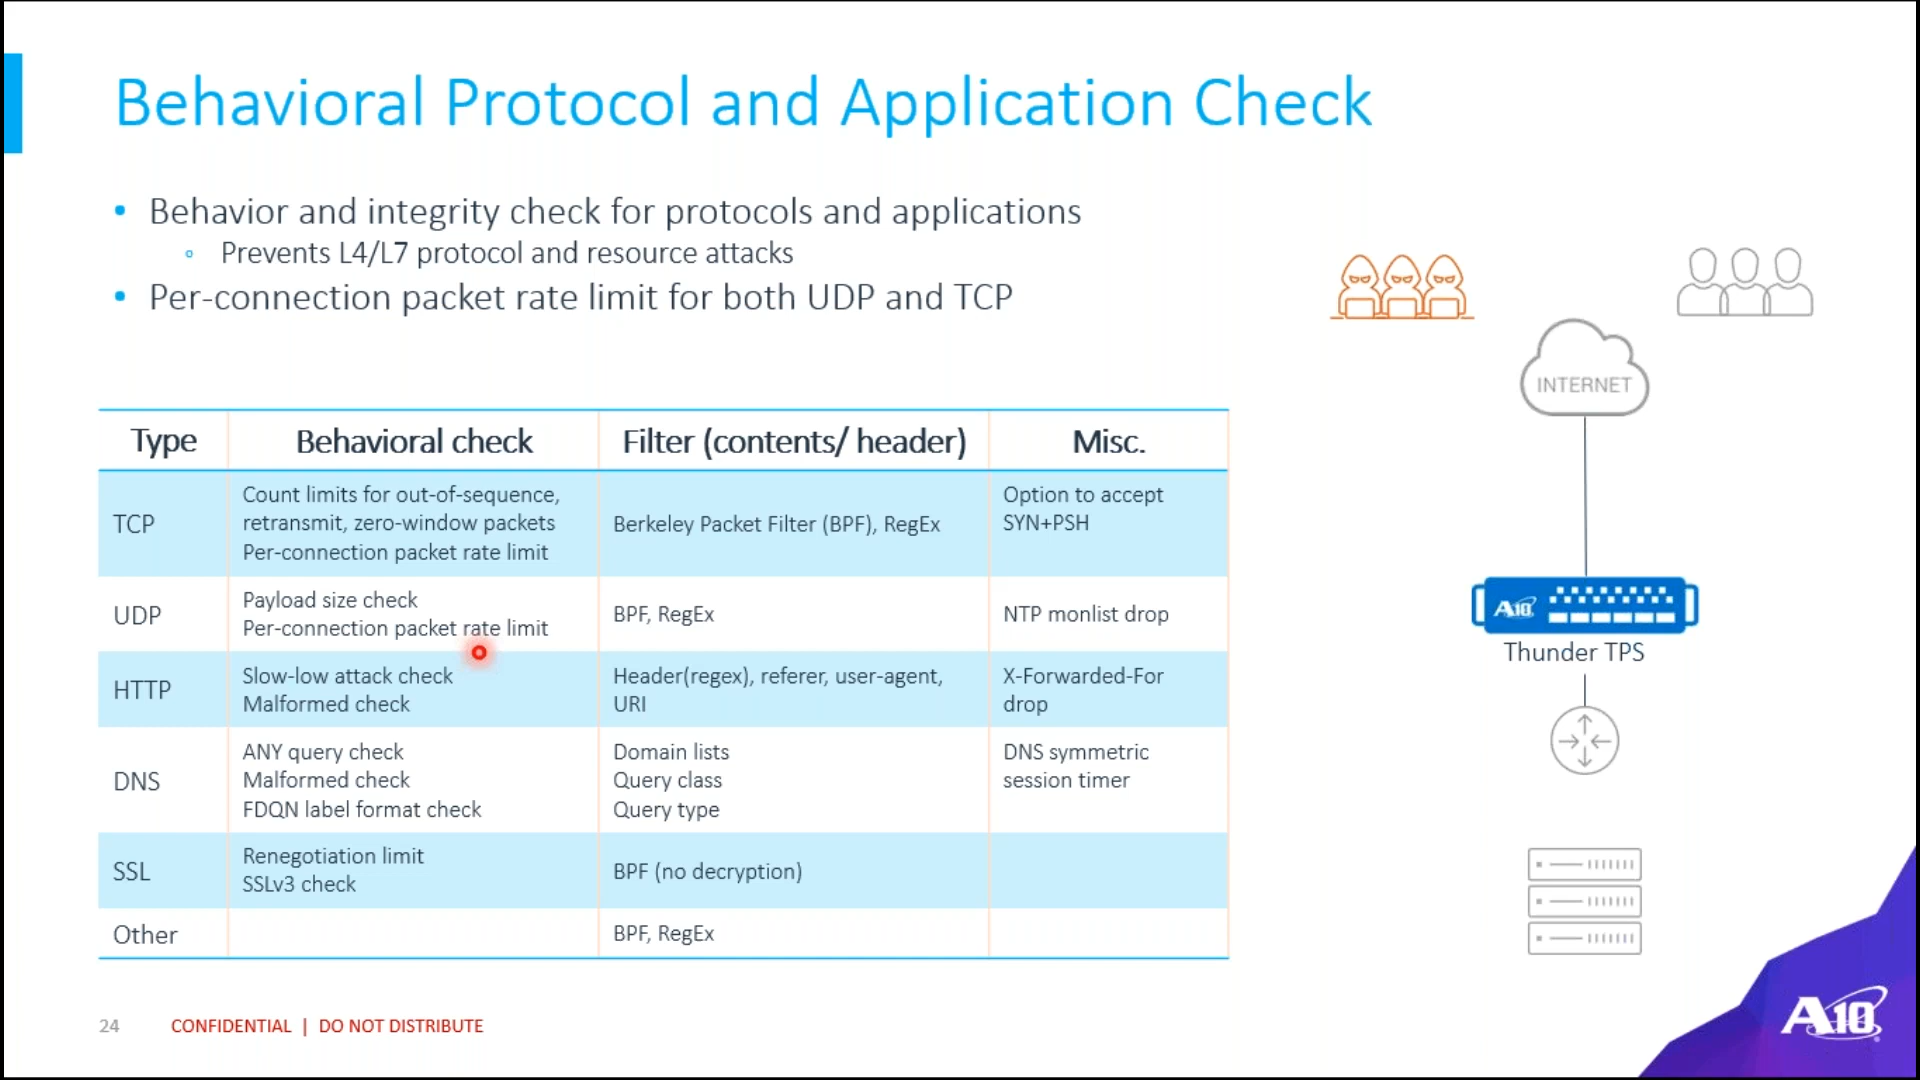 Behavioral Protocol and Application Check
• Behavior and integrity check for protocols and applications
Prevents L4/L7 protocol and resource attacks
• Per-connection packet rate limit for both UDP and TCP
Type Behavioral check Filter (contents/ header) Misc.
TCP
Count limits for out-of-sequence,
retransmit, zero-window packets
Per-connection packet rate limit
Berkeley Packet Filter (BPF), RegEx
Option to accept
SYN+PSH
UDP
Payload size check
Per-connection packet rate limit
BPF, RegEx
NTP monlist drop
HTTP
Slow-low attack check
Malformed check
Header(regex), referer, user-agent,
URI
X-Forwarded-For
drop
DNS
ANY query check
Malformed check
FDQN label format check
Domain lists
Query class
Query type
DNS symmetric
session timer
SSL
Renegotiation limit
SSLv3 check
BPF (no decryption)
Other
BPF, RegEx
INTERNET
A10
Thunder TPS
24 CONFIDENTIAL | DO NOT DISTRIBUTE
A10